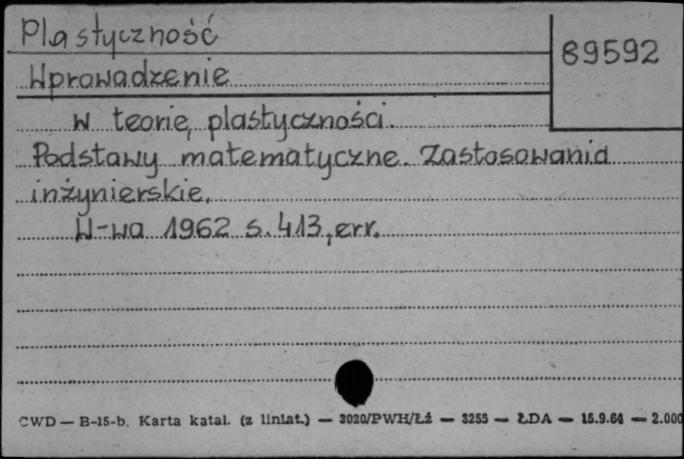 Plastyczność
89592
Wprowadzenie
w teorię plastyczności.
Podstawy matematyczne. Zastosowania
inżynierskie.
W-wa 1962 s. 413, err.
CWD — B-15-b. Karta katal. (z liniat.) — 3020/PWH/Łź — 3255 — ŁDA — 15.9.64 — 2.000